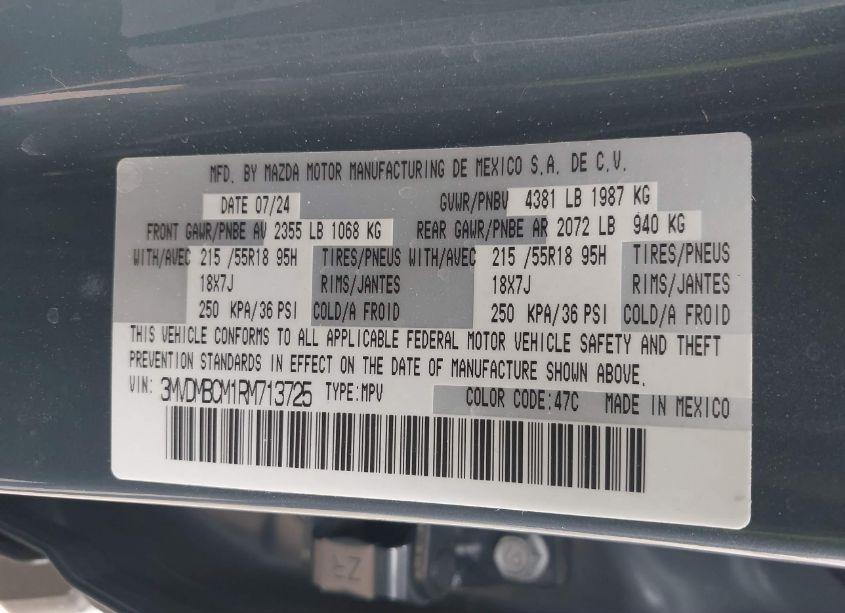 MFD. BY MAZDA MOTOR MANUFACTURING DE MEXICO S.A. DE C.V.
DATE 07/24 GVWR/PNBV 4381 LB 1987 KG
FRONT GAWR/PNBE AV 2355 LB 1068 KG REAR GAWR/PNBE AR 2072 LB 940 KG
WITH/AVEC 215 /55R18 95H TIRES/PNEUS WITH/AVEC 215 /55R18 95H TIRES/PNEUS
18X7J RIMS/JANTES 18X7J RIMS/JANTES
250 KPA/36 PSI COLD/A FROID 250 KPA/36 PSI COLD/A FROID
THIS VEHICLE CONFORMS TO ALL APPLICABLE FEDERAL MOTOR VEHICLE SAFETY AND THEFT
PREVENTION STANDARDS IN EFFECT ON THE DATE OF MANUFACTURE SHOWN ABOVE.
VIN: 3MVDMBCM1RM713725 TYPE:MPV COLOR CODE:47C MADE IN MEXICO